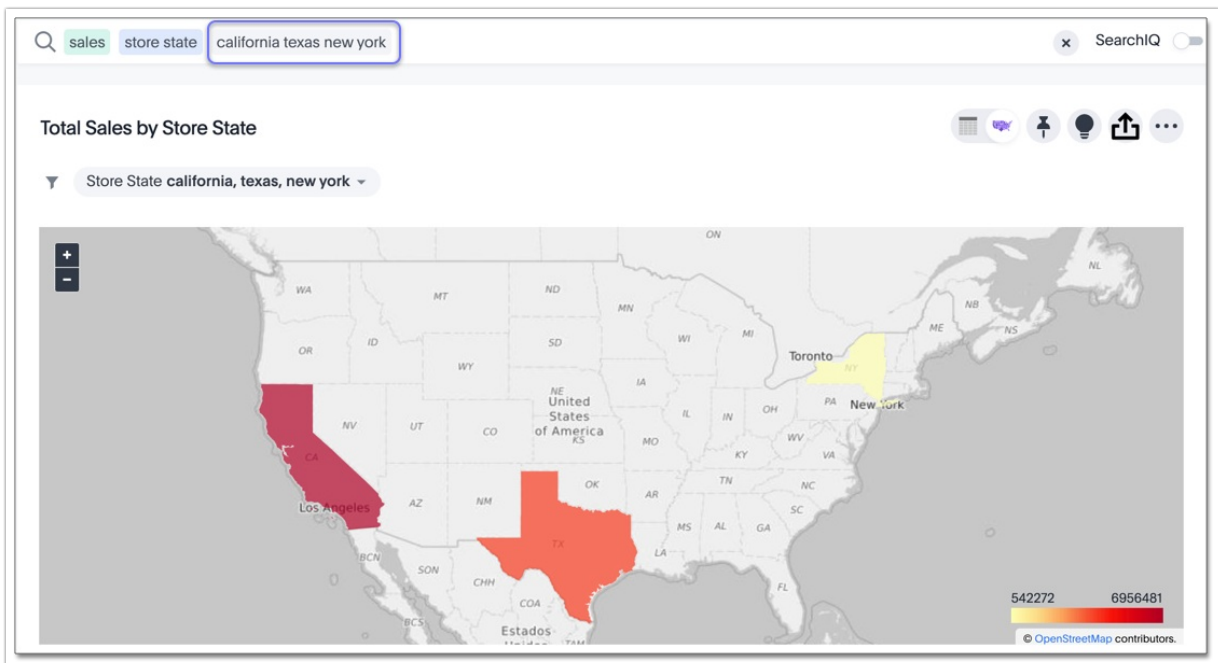 sales store state california texas new york
SearchIQ
Total Sales by Store State
Store State california, texas, new york
+
-
ON
NL
WA
MT
ND
MN
NB
ME
NS
OR
ID
SD
WI
MI
WY
Toronto
NY
NE
IA
United
States
of America
PA
New York
NV
UT
CO
KS
MO
IL
IN
OH
WV
KY
VA
CA
Los Angeles
AZ
NM
OK
AR
TN
NC
SC
TX
MS
AL
GA
LA
BCN
SON
CHH
COA
FL
BCS
Estados
Unidos
TAM
542272 6956481
© OpenStreetMap contributors.